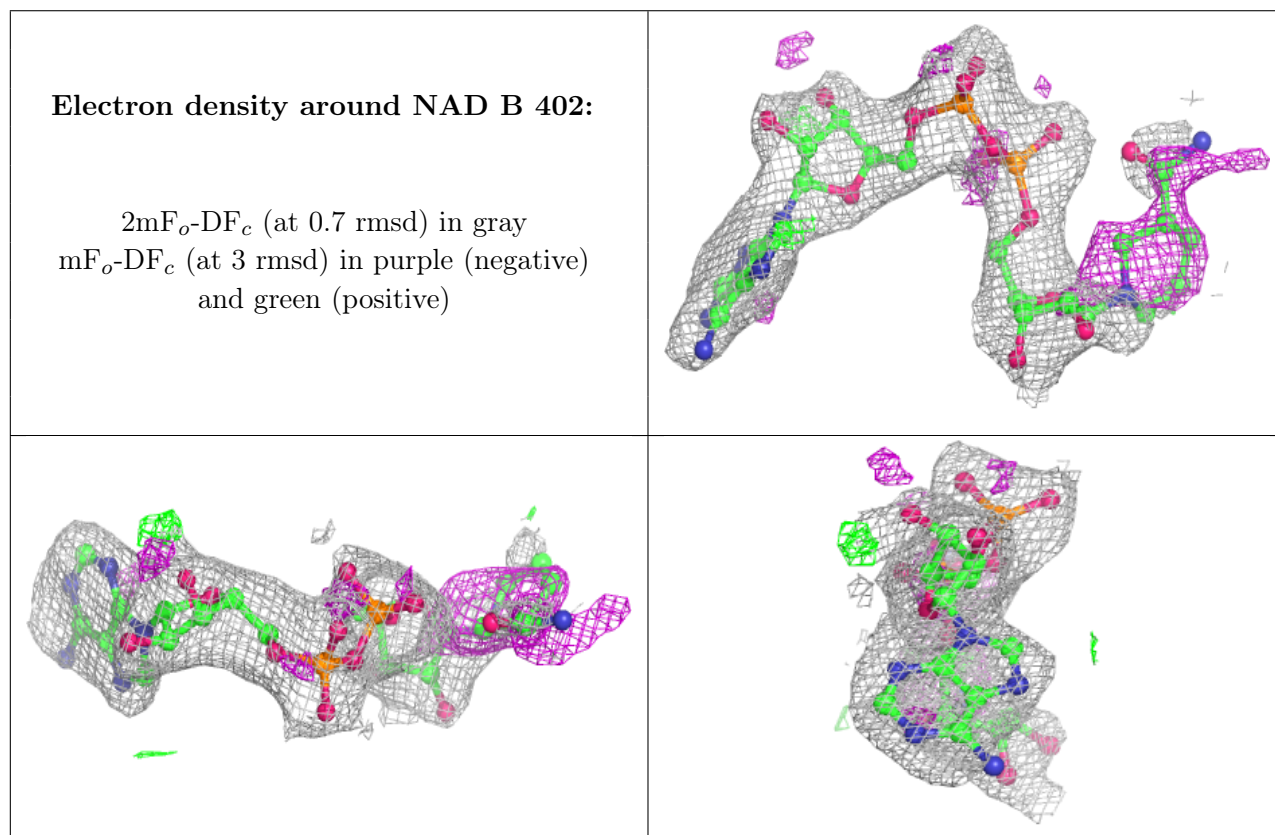 Electron density around NAD B 402:
2mFo-DFc (at 0.7 rmsd) in gray
mFo-DFc (at 3 rmsd) in purple (negative)
and green (positive)